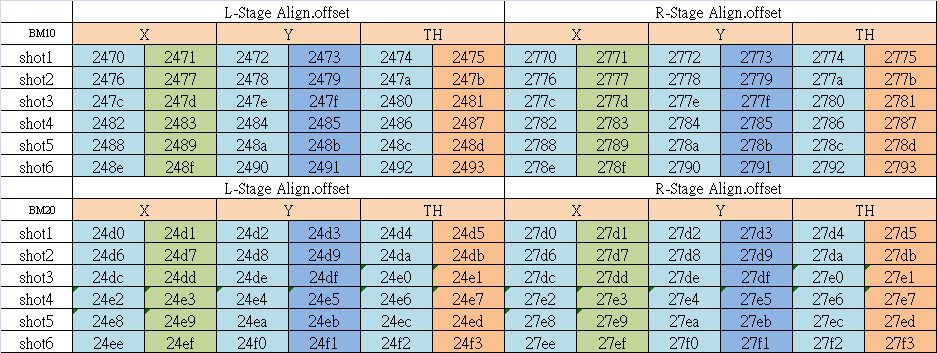 L-Stage Align.offset R-Stage Align.offset
BM10 X Y TH X Y TH
shot1 2470 2471 2472 2473 2474 2475 2770 2771 2772 2773 2774 2775
shot2 2476 2477 2478 2479 247a 247b 2776 2777 2778 2779 277a 277b
shot3 247c 247d 247e 247f 2480 2481 277c 277d 277e 277f 2780 2781
shot4 2482 2483 2484 2485 2486 2487 2782 2783 2784 2785 2786 2787
shot5 2488 2489 248a 248b 248c 248d 2788 2789 278a 278b 278c 278d
shot6 248e 248f 2490 2491 2492 2493 278e 278f 2790 2791 2792 2793
L-Stage Align.offset R-Stage Align.offset
BM20 X Y TH X Y TH
shot1 24d0 24d1 24d2 24d3 24d4 24d5 27d0 27d1 27d2 27d3 27d4 27d5
shot2 24d6 24d7 24d8 24d9 24da 24db 27d6 27d7 27d8 27d9 27da 27db
shot3 24dc 24dd 24de 24df 24e0 24e1 27dc 27dd 27de 27df 27e0 27e1
shot4 24e2 24e3 24e4 24e5 24e6 24e7 27e2 27e3 27e4 27e5 27e6 27e7
shot5 24e8 24e9 24ea 24eb 24ec 24ed 27e8 27e9 27ea 27eb 27ec 27ed
shot6 24ee 24ef 24f0 24f1 24f2 24f3 27ee 27ef 27f0 27f1 27f2 27f3